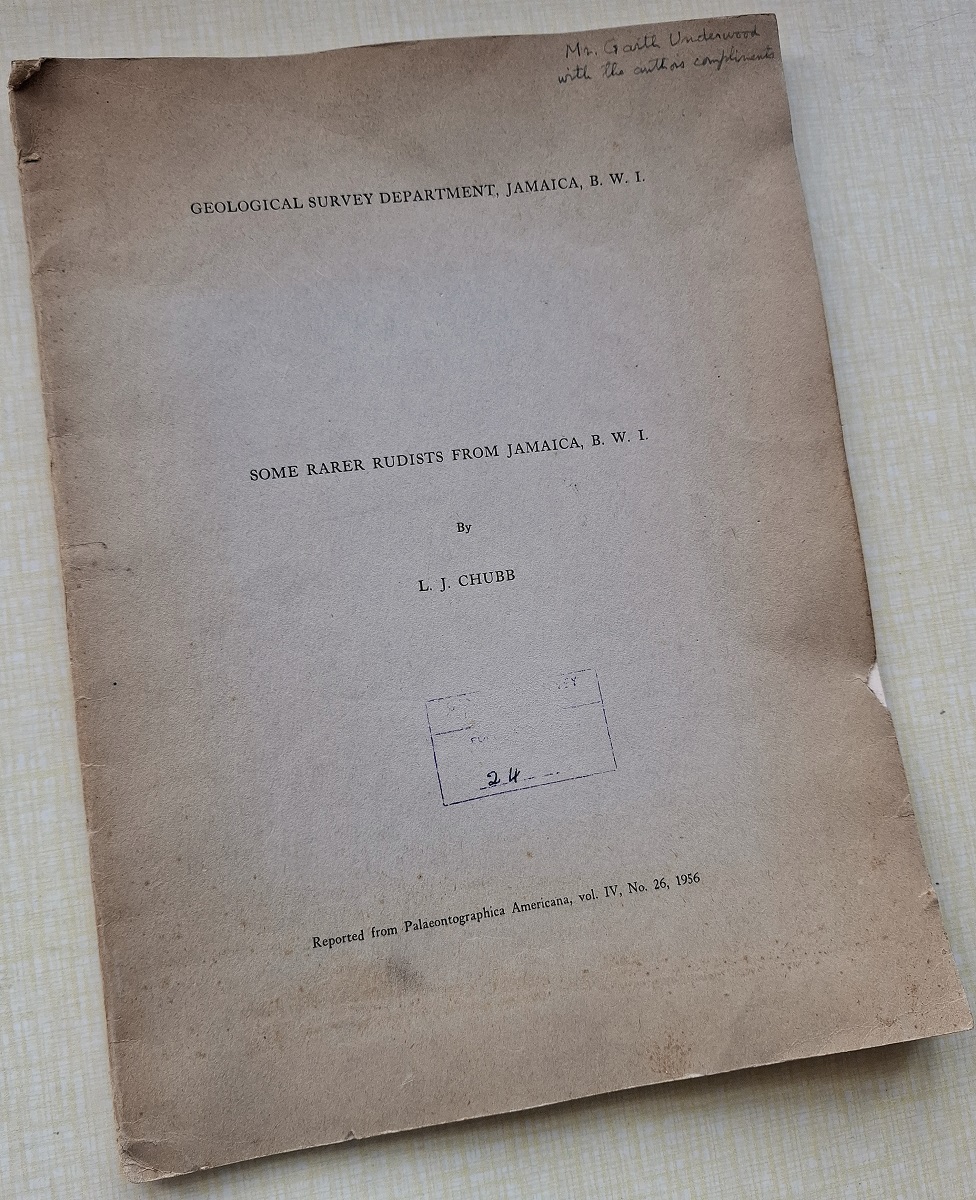 Mr. Garth Underwood
with the authors compliments
GEOLOGICAL SURVEY DEPARTMENT, JAMAICA, B. W. I.
SOME RARER RUDISTS FROM JAMAICA, B. W. I.
By
L. J. CHUBB
24
Reported from Palaeontographica Americana, vol. IV, No. 26, 1956